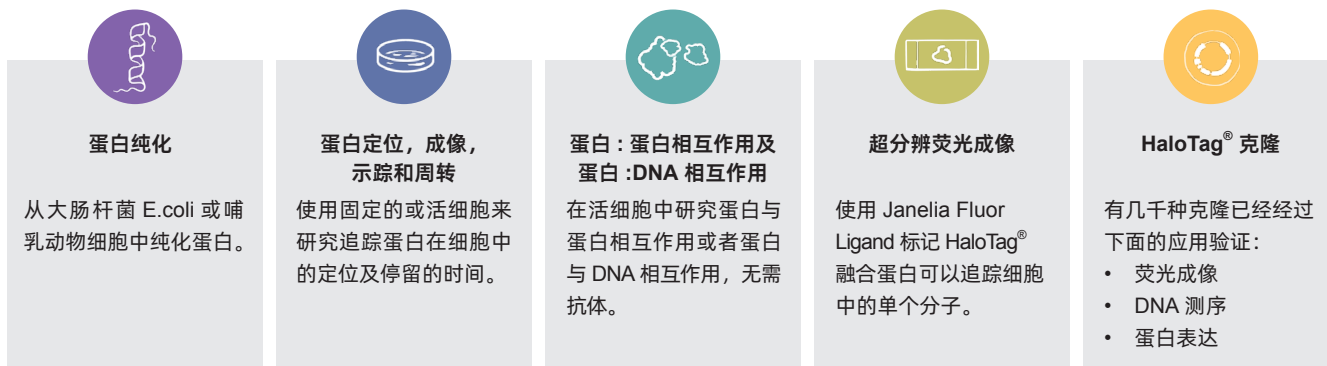 蛋白纯化
从大肠杆菌 E.coli 或哺
乳动物细胞中纯化蛋白。
蛋白定位，成像，
示踪和周转
使用固定的或活细胞来
研究追踪蛋白在细胞中
的定位及停留的时间。
蛋白 : 蛋白相互作用及
蛋白 :DNA 相互作用
在活细胞中研究蛋白与
蛋白相互作用或者蛋白
与 DNA 相互作用，无需
抗体。
超分辨荧光成像
使用 Janelia Fluor
Ligand 标记 HaloTag®
融合蛋白可以追踪细胞
中的单个分子。
HaloTag® 克隆
有几千种克隆已经经过
下面的应用验证：
• 荧光成像
• DNA 测序
• 蛋白表达